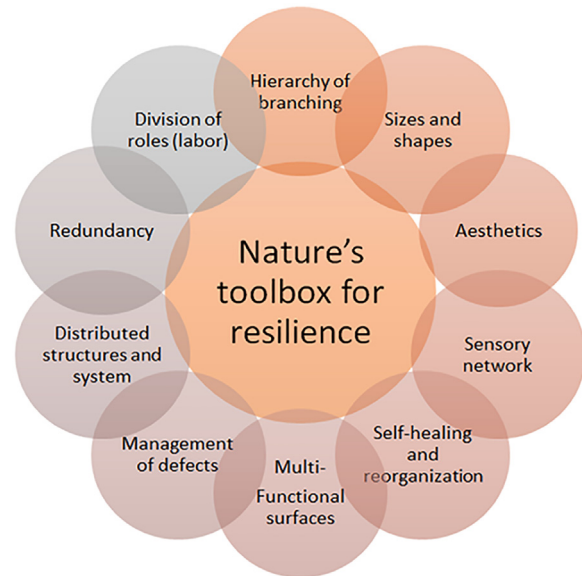 Nature's
toolbox for
resilience
Hierarchy of
branching
Sizes and
shapes
Aesthetics
Sensory
network
Self-healing
and
reorganization
Multi-
Functional
surfaces
Management
of defects
Distributed
structures and
system
Redundancy
Division of
roles (labor)